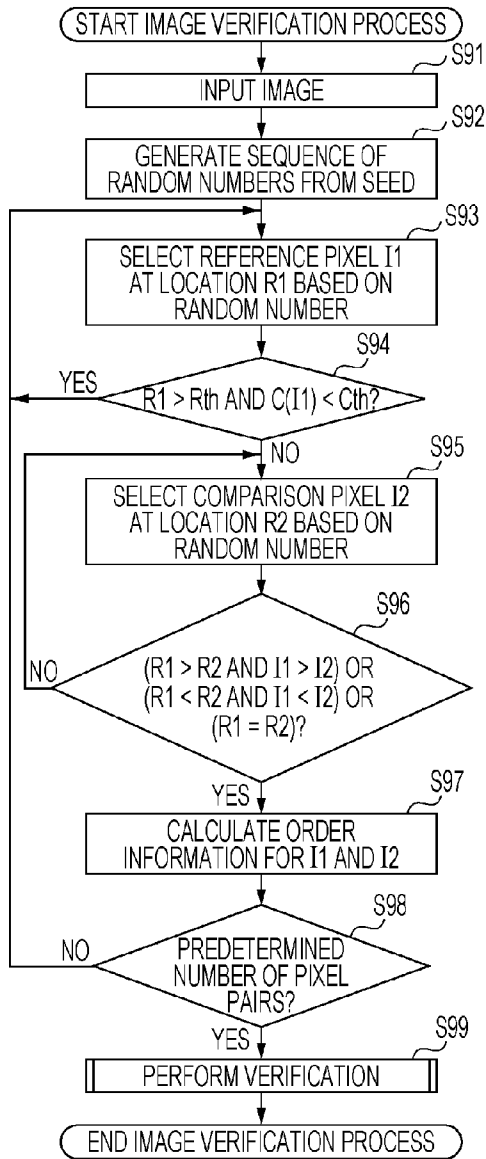 START IMAGE VERIFICATION PROCESS
S91
INPUT IMAGE
S92
GENERATE SEQUENCE OF
RANDOM NUMBERS FROM SEED
S93
SELECT REFERENCE PIXEL I1
AT LOCATION R1 BASED ON
RANDOM NUMBER
S94
YES
R1 > Rth AND C(I1) < Cth?
NO
S95
SELECT COMPARISON PIXEL I2
AT LOCATION R2 BASED ON
RANDOM NUMBER
S96
NO
(R1 > R2 AND I1 > I2) OR
(R1 < R2 AND I1 < I2) OR
(R1 = R2)?
YES
S97
CALCULATE ORDER
INFORMATION FOR I1 AND I2
S98
NO
PREDETERMINED
NUMBER OF PIXEL
PAIRS?
YES
S99
PERFORM VERIFICATION
END IMAGE VERIFICATION PROCESS